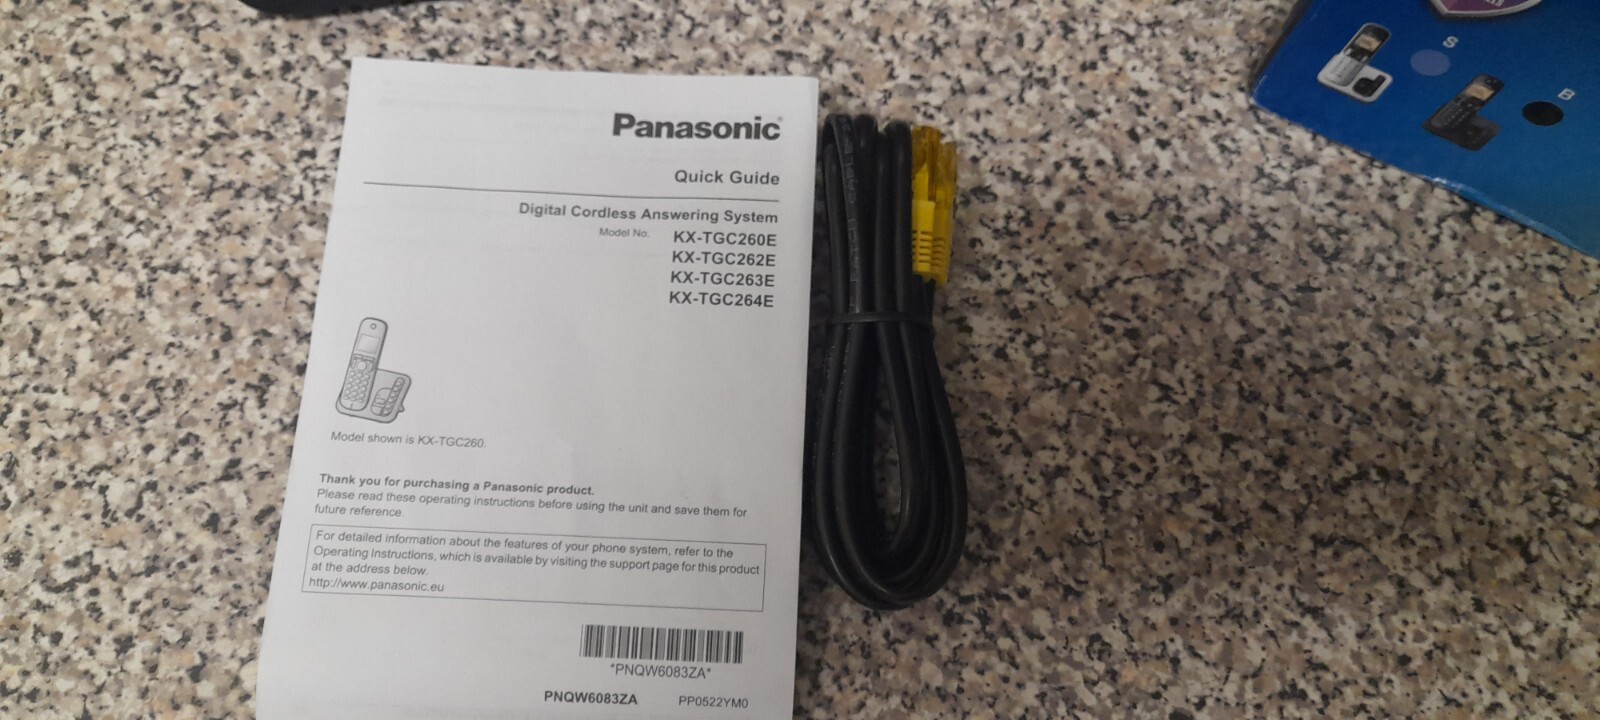 Panasonic
Quick Guide
Digital Cordless Answering System
Model No. KX-TGC260E
KX-TGC262E
KX-TGC263E
KX-TGC264E
Model shown is KX-TGC260.
Thank you for purchasing a Panasonic product.
Please read these operating instructions before using the unit and save them for
future reference.
For detailed information about the features of your phone system, refer to the
Operating Instructions, which is available by visiting the support page for this product
at the address below.
http://www.panasonic.eu
*PNQW6083ZA*
PNQW6083ZA PP0522YM0
S
B